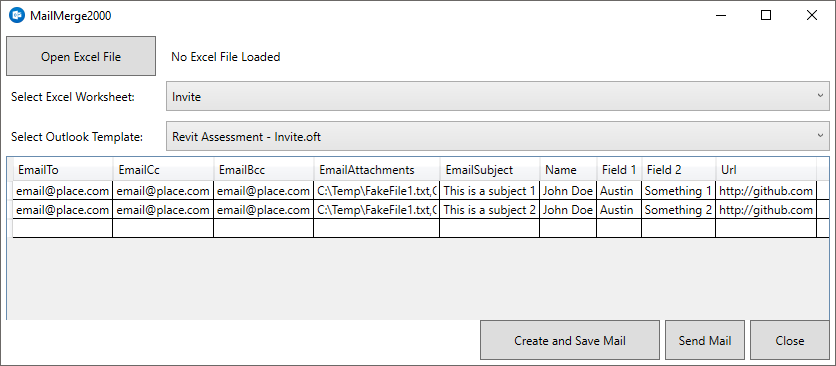 MailMerge2000
Open Excel File No Excel File Loaded
Select Excel Worksheet: Invite
Select Outlook Template: Revit Assessment - Invite.oft
EmailTo EmailCc EmailBcc EmailAttachments EmailSubject Name Field 1 Field 2 Url
email@place.com email@place.com email@place.com C:\Temp\FakeFile1.txt, This is a subject 1 John Doe Austin Something 1 http://github.com
email@place.com email@place.com email@place.com C:\Temp\FakeFile1.txt, This is a subject 2 John Doe Austin Something 2 http://github.com
Create and Save Mail Send Mail Close